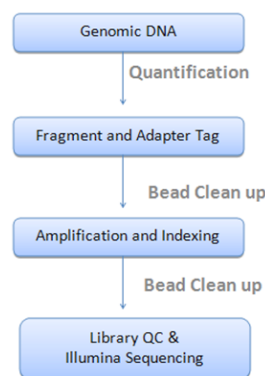 Genomic DNA
Quantification
Fragment and Adapter Tag
Bead Clean up
Amplification and Indexing
Bead Clean up
Library QC &
Illumina Sequencing